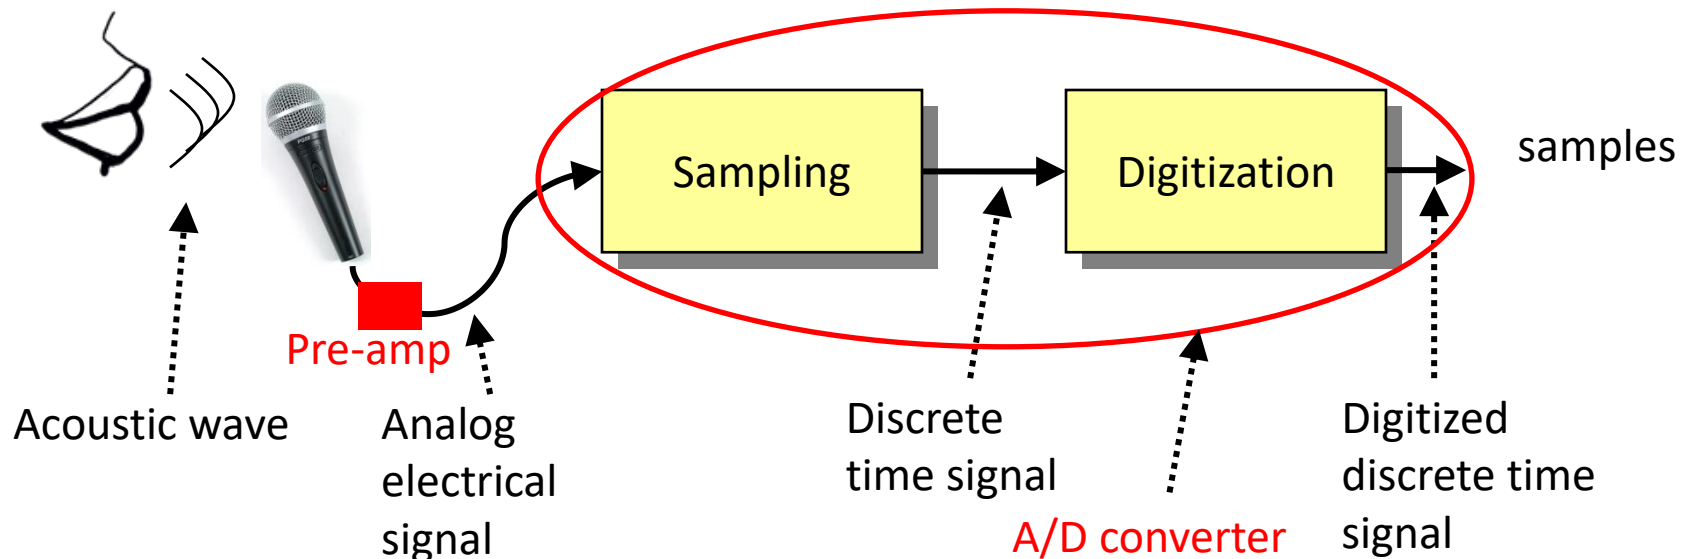 Sampling
Digitization
samples
Pre-amp
Acoustic wave
Analog
electrical
signal
Discrete
time signal
A/D converter
Digitized
discrete time
signal